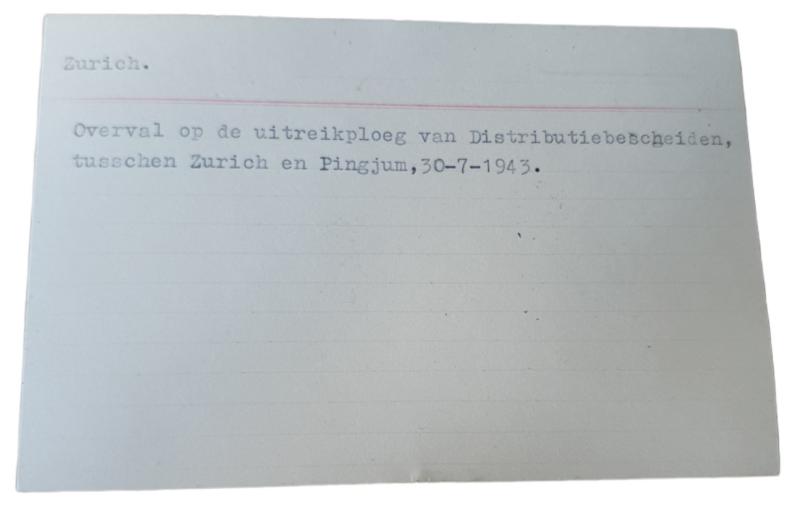 Zurich.
Overval op de uitreikploeg van Distributiebescheiden,
tusschen Zurich en Pingjum,30-7-1943.